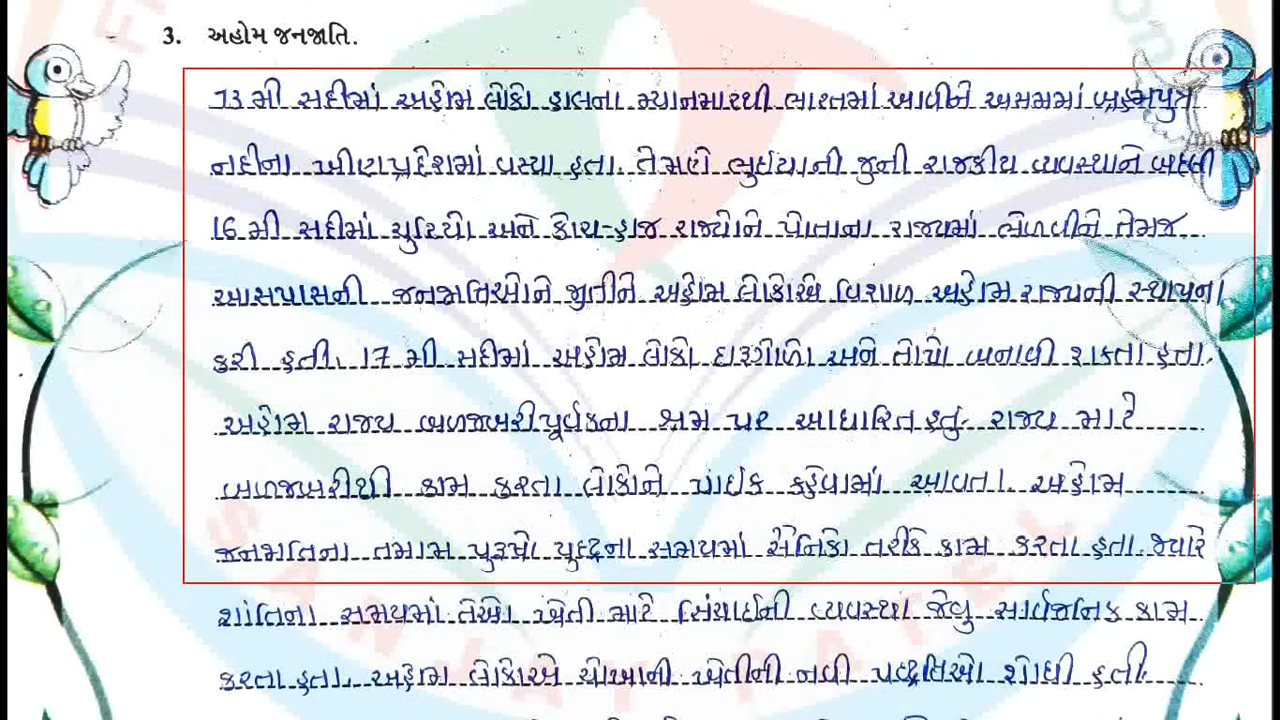 3. અહોમ જનજાતિ.
13 મી સદીમાં અહોમ લોકો હાલના મ્યાનમારથી ભારતમાં આવીને અસમમાં બ્રહ્મપુત્ર
નદીના ખીણપ્રદેશમાં વસ્યા હતા. તેમણે ભુઈયાની જુની રાજકીય વ્યવસ્થાને બદલી
16 મી સદીમાં ચુટિયો અને કોચ-હાજ રાજ્યોને પોતાના રાજ્યમાં ભેળવીને તેમજ
આસપાસની જનજાતિઓને જીતીને અહોમ લોકોએ વિશાળ અહોમ રાજ્યની સ્થાપના
કરી હતી. 17 મી સદીમાં અહોમ લોકો દારૂગોળો અને તોપો બનાવી શકતા હતા.
અહોમ રાજ્ય બળજબરીપૂર્વકના શ્રમ પર આધારિત હતું. રાજ્ય માટે
બળજબરીથી કામ કરતા લોકોને પાઈક કહેવામાં આવતા. અહોમ
જનજાતિના તમામ પુરૂષો યુદ્ધના સમયમાં સૈનિકો તરીકે કામ કરતા હતા. જ્યારે
શાંતિના સમયમાં તેઓ ખેતી માટે સિંચાઈની વ્યવસ્થા જેવુ સાર્વજનિક કામ
કરતા હતા. અહોમ લોકોએ ચોખાની ખેતીની નવી પદ્ધતિઓ શોધી હતી.
SANJAY PATEL